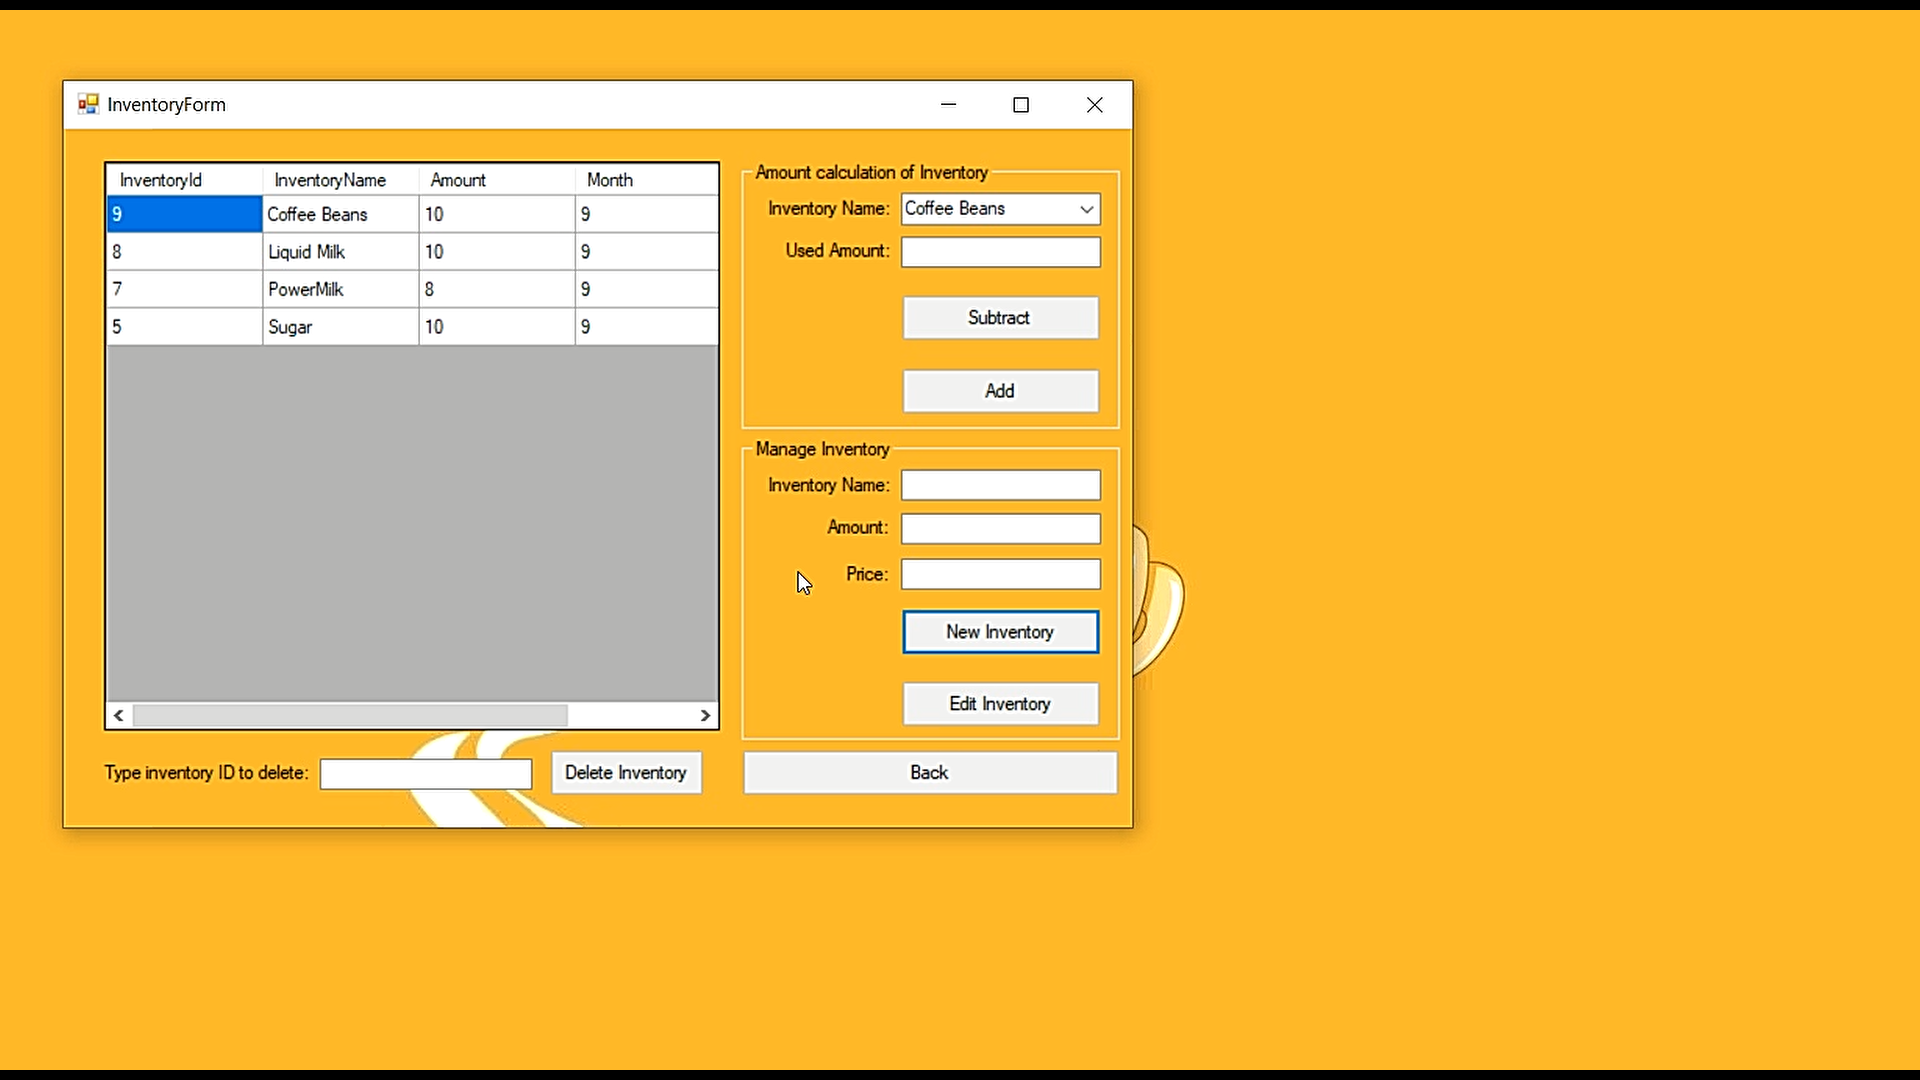 InventoryForm
InventoryId InventoryName Amount Month
9 Coffee Beans 10 9
8 Liquid Milk 10 9
7 PowerMilk 8 9
5 Sugar 10 9
Type inventory ID to delete: Delete Inventory
Amount calculation of Inventory
Inventory Name: Coffee Beans
Used Amount:
Subtract
Add
Manage Inventory
Inventory Name:
Amount:
Price:
New Inventory
Edit Inventory
Back